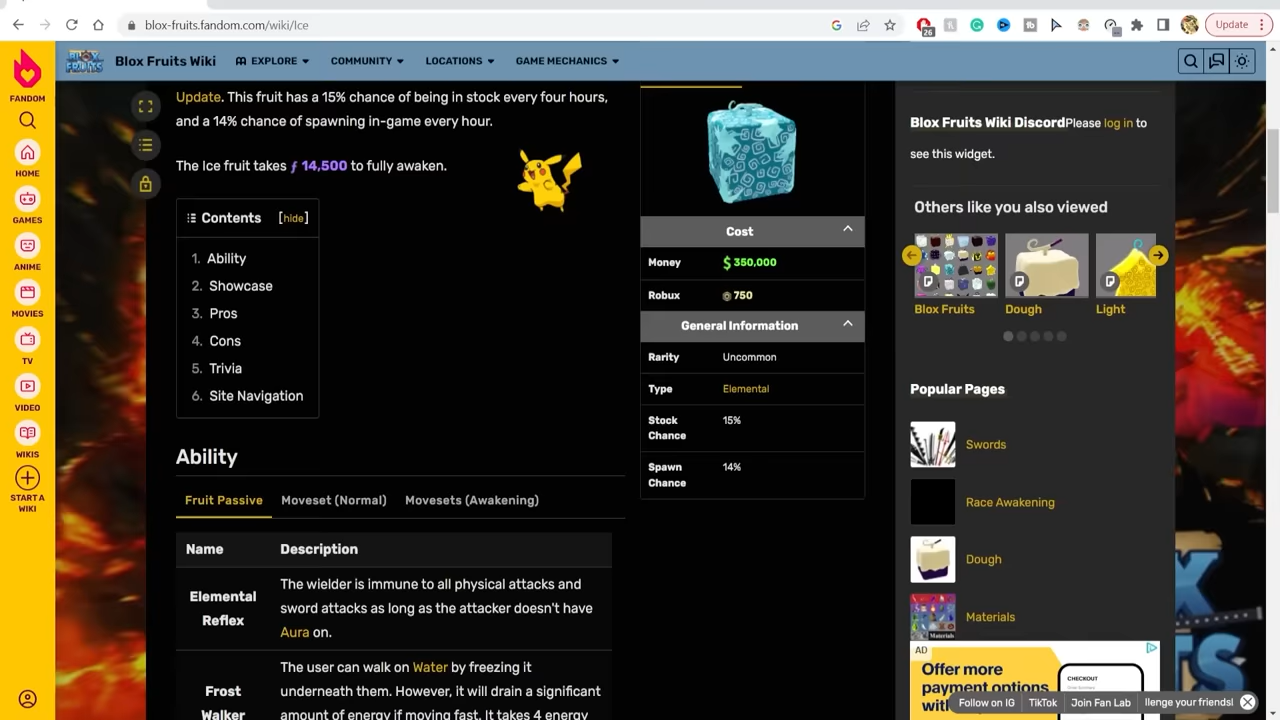 blox-fruits.fandom.com/wiki/Ice
26
Update
FANDOM
HOME
GAMES
ANIME
MOVIES
TV
VIDEO
WIKIS
START A
WIKI
BLOX
FRUITS
Blox Fruits Wiki
EXPLORE
COMMUNITY
LOCATIONS
GAME MECHANICS
Update. This fruit has a 15% chance of being in stock every four hours,
and a 14% chance of spawning in-game every hour.
The Ice fruit takes ƒ 14,500 to fully awaken.
Contents [hide]
1. Ability
2. Showcase
3. Pros
4. Cons
5. Trivia
6. Site Navigation
Ability
Fruit Passive Moveset (Normal) Movesets (Awakening)
Name Description
Elemental
Reflex
The wielder is immune to all physical attacks and
sword attacks as long as the attacker doesn't have
Aura on.
Frost
Walker
The user can walk on Water by freezing it
underneath them. However, it will drain a significant
amount of energy if moving fast. It takes 4 energy
Cost
Money $ 350,000
Robux 750
General Information
Rarity Uncommon
Type Elemental
Stock
Chance
15%
Spawn
Chance
14%
Blox Fruits Wiki DiscordPlease log in to
see this widget.
Others like you also viewed
Blox Fruits
Dough
Light
Popular Pages
Swords
Race Awakening
Dough
Materials
Materials
AD
Offer more
payment options
with
CHECKOUT
Follow on IG TikTok Join Fan Lab llenge your friends!